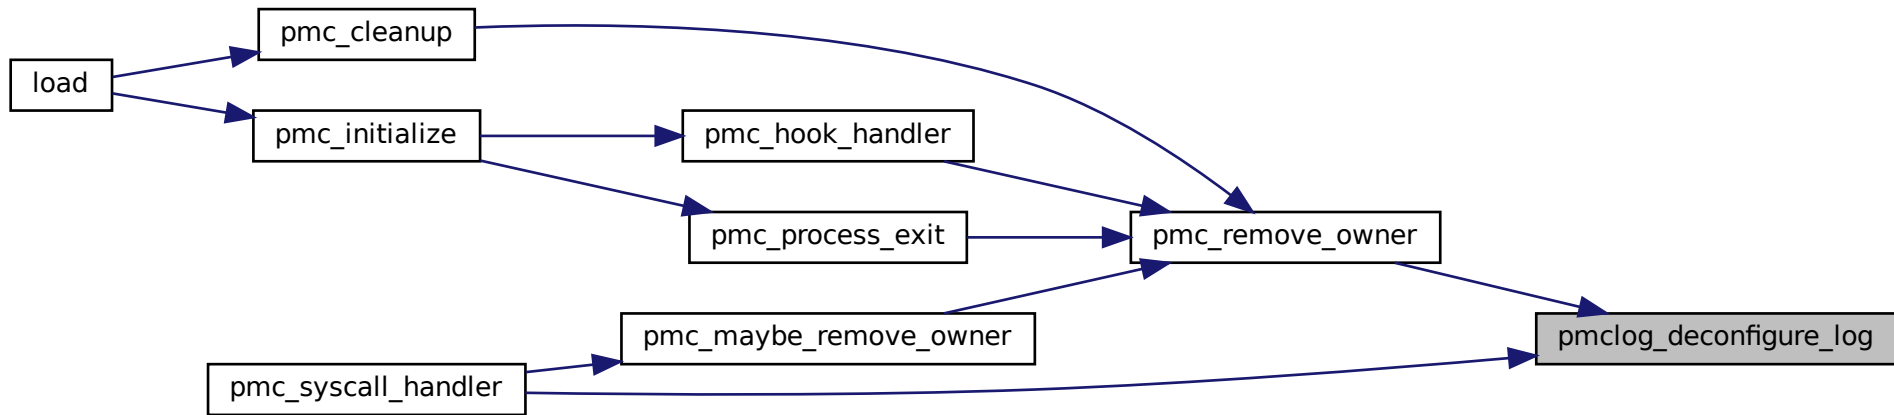 pmc_cleanup
load
pmc_initialize
pmc_hook_handler
pmc_process_exit
pmc_remove_owner
pmc_maybe_remove_owner
pmclog_deconfigure_log
pmc_syscall_handler